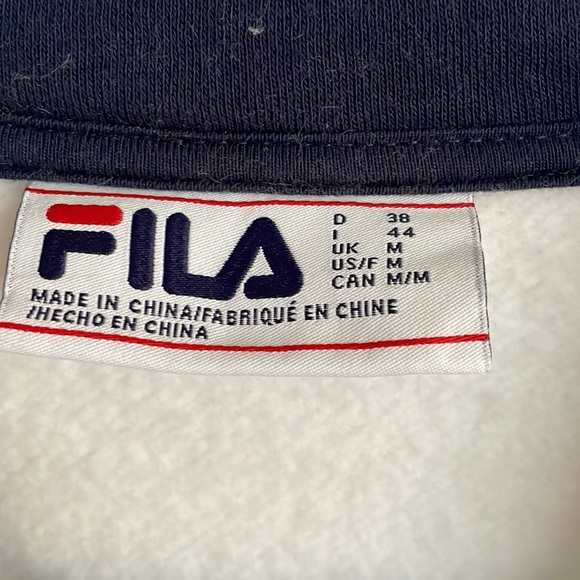 FILA
D 38
I 44
UK M
US/F M
CAN M/M
MADE IN CHINA/FABRIQUÉ EN CHINE
/HECHO EN CHINA